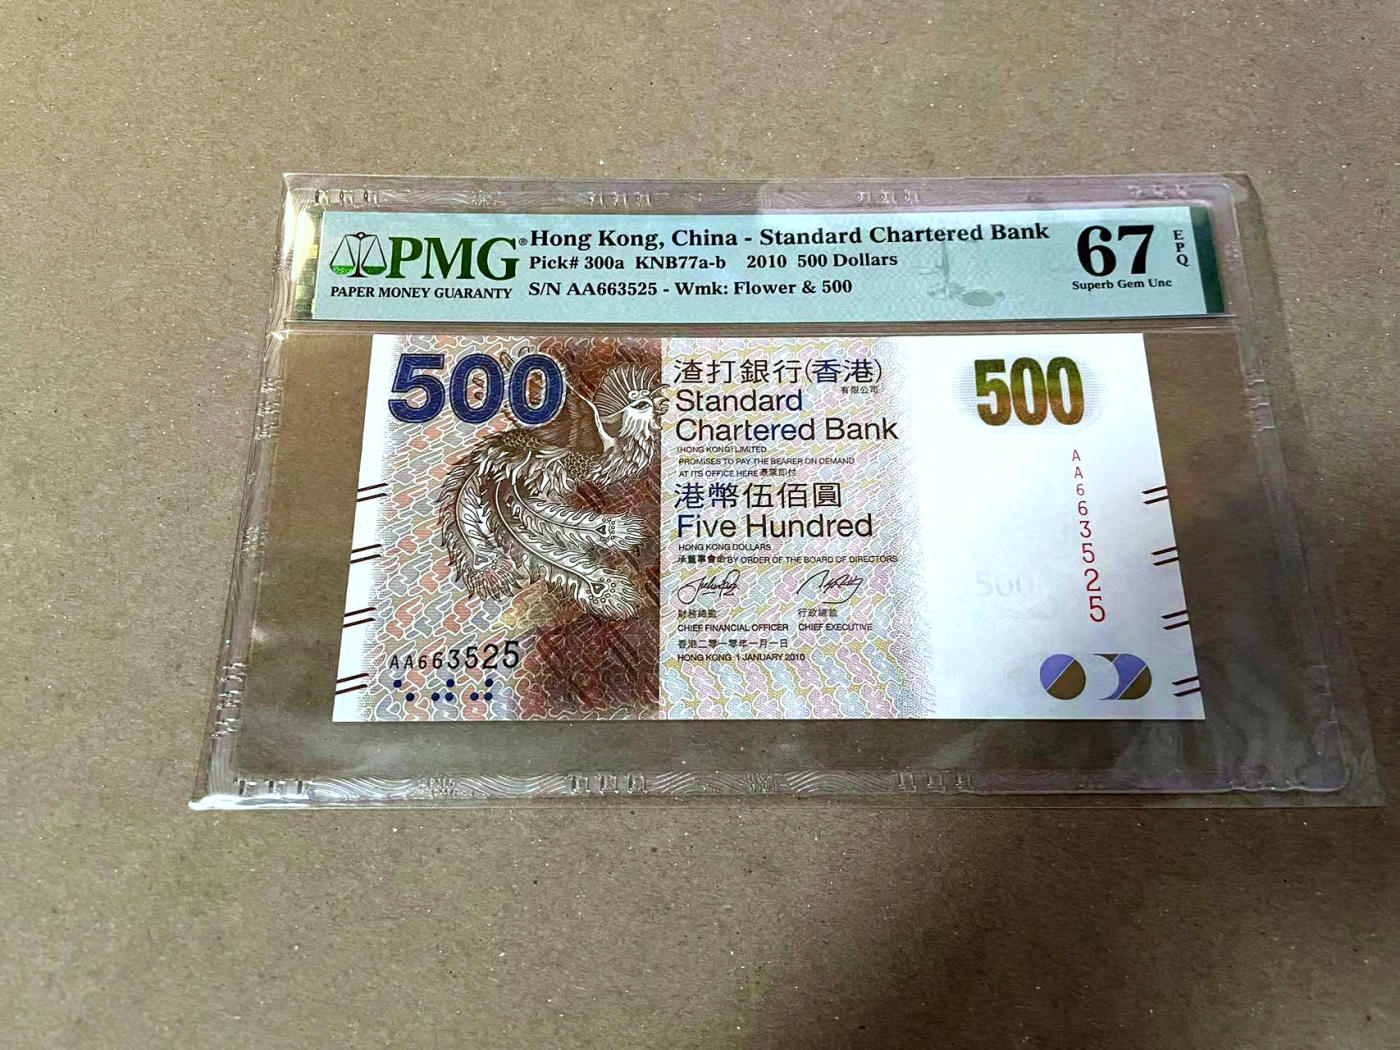 PMG®
PAPER MONEY GUARANTY
Hong Kong, China - Standard Chartered Bank
Pick# 300a KNB77a-b 2010 500 Dollars
S/N AA663525 - Wmk: Flower & 500
67
EPQ
Superb Gem Unc
500
渣打銀行(香港)
有限公司
Standard
Chartered Bank
(HONG KONG) LIMITED
PROMISES TO PAY THE BEARER ON DEMAND
AT ITS OFFICE HERE 憑票即付
港幣伍佰圓
Five Hundred
HONG KONG DOLLARS
承董事會命 BY ORDER OF THE BOARD OF DIRECTORS
財務總監 行政總裁
CHIEF FINANCIAL OFFICER CHIEF EXECUTIVE
香港二零一零年一月一日
HONG KONG 1 JANUARY 2010
AA663525
500
AA663525
500